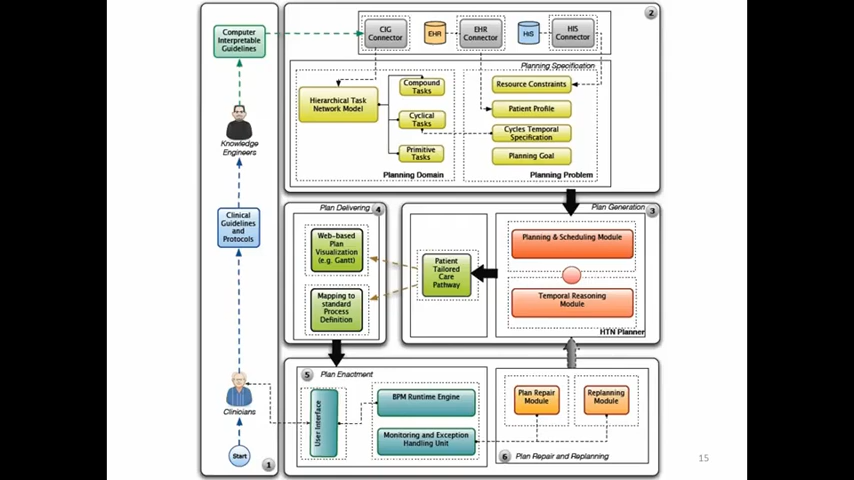 Computer
Interpretable
Guidelines
Knowledge
Engineers
Clinical
Guidelines
and
Protocols
Clinicians
Start
1
2
CIG
Connector
EHR
EHR
Connector
HIS
HIS
Connector
Planning Specification
Hierarchical Task
Network Model
Compound
Tasks
Cyclical
Tasks
Primitive
Tasks
Planning Domain
Resource Constraints
Patient Profile
Cycles Temporal
Specification
Planning Goal
Planning Problem
Plan Generation
3
Planning & Scheduling Module
Temporal Reasoning
Module
HTN Planner
Patient
Tailored
Care
Pathway
Plan Delivering
4
Web-based
Plan
Visualization
(e.g. Gantt)
Mapping to
standard
Process
Definition
5
Plan Enactment
User Interface
BPM Runtime Engine
Monitoring and Exception
Handling Unit
Plan Repair
Module
Replanning
Module
6
Plan Repair and Replanning
15